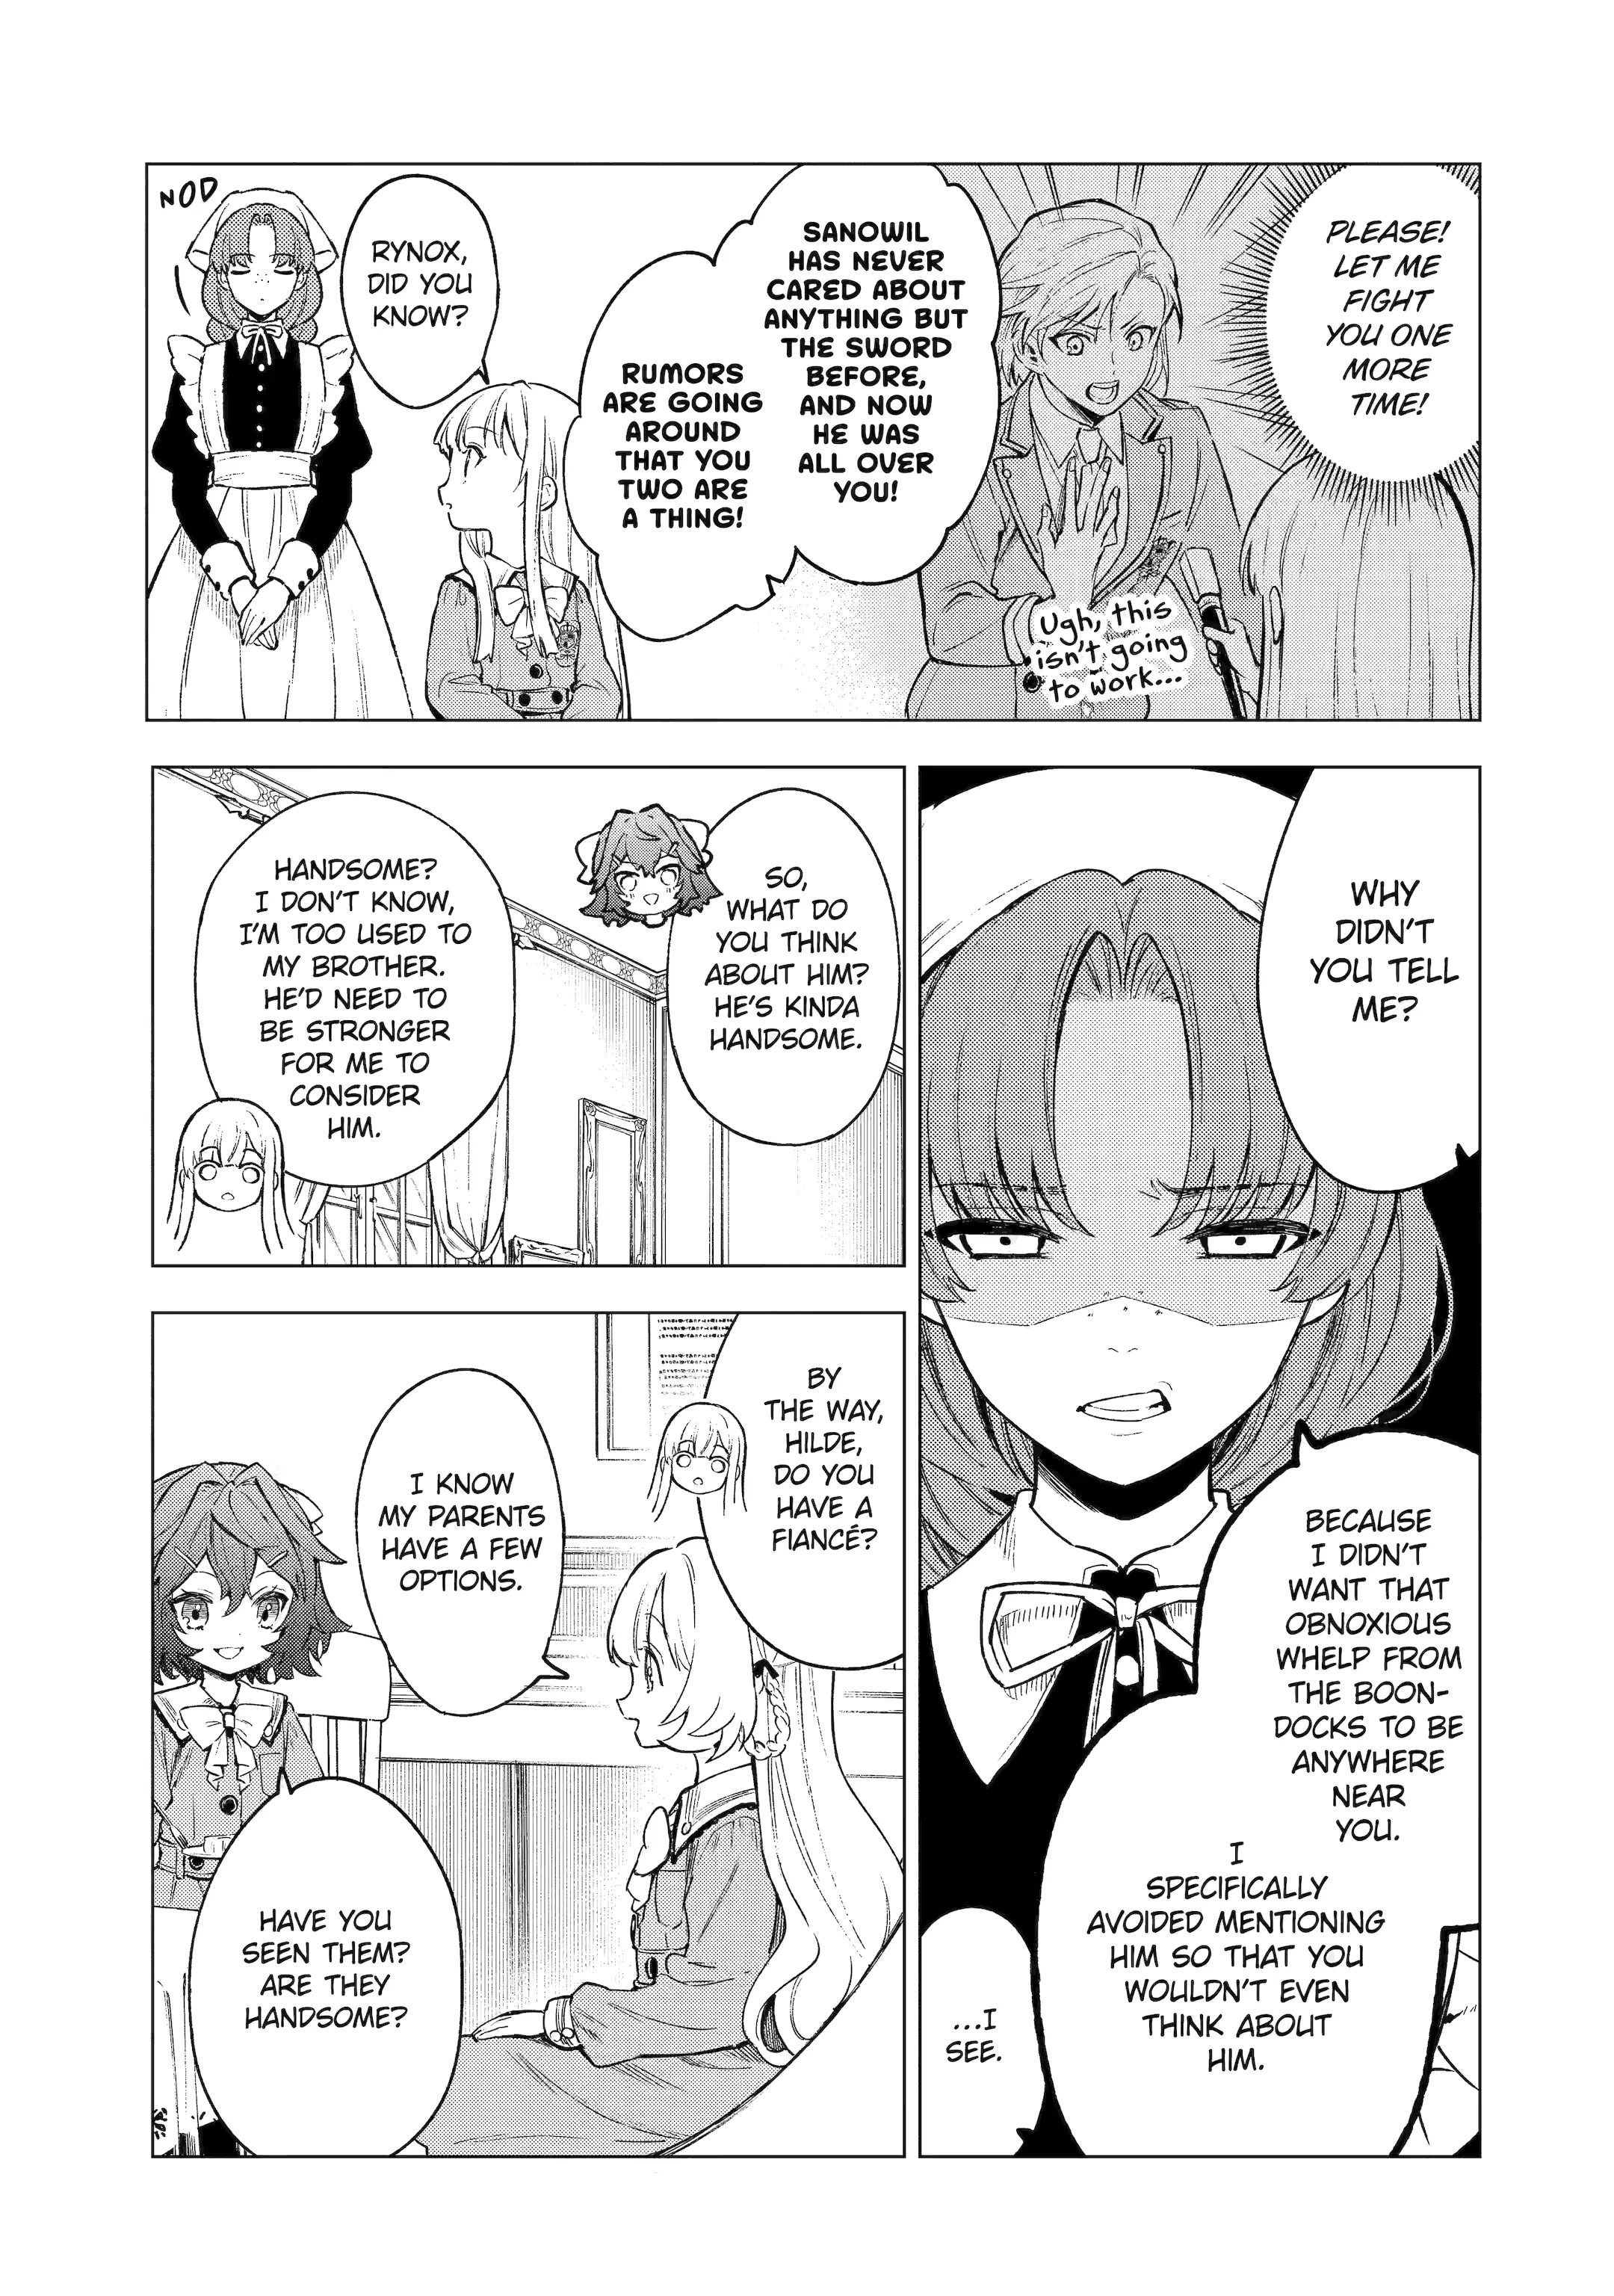 PLEASE!
LET ME
FIGHT
YOU ONE
MORE
TIME!
Ugh, this
isn't going
to work...
SANOWIL
HAS NEVER
CARED ABOUT
ANYTHING BUT
THE SWORD
BEFORE,
AND NOW
HE WAS
ALL OVER
YOU!
RUMORS
ARE GOING
AROUND
THAT YOU
TWO ARE
A THING!
RYNOX,
DID YOU
KNOW?
NOD
WHY
DIDN'T
YOU TELL
ME?
BECAUSE
I DIDN'T
WANT THAT
OBNOXIOUS
WHELP FROM
THE BOON-
DOCKS TO BE
ANYWHERE
NEAR
YOU.
I
SPECIFICALLY
AVOIDED MENTIONING
HIM SO THAT YOU
WOULDN'T EVEN
THINK ABOUT
HIM.
...I
SEE.
SO,
WHAT DO
YOU THINK
ABOUT HIM?
HE'S KINDA
HANDSOME.
HANDSOME?
I DON'T KNOW,
I'M TOO USED TO
MY BROTHER.
HE'D NEED TO
BE STRONGER
FOR ME TO
CONSIDER
HIM.
BY
THE WAY,
HILDE,
DO YOU
HAVE A
FIANCÉ?
I KNOW
MY PARENTS
HAVE A FEW
OPTIONS.
HAVE YOU
SEEN THEM?
ARE THEY
HANDSOME?